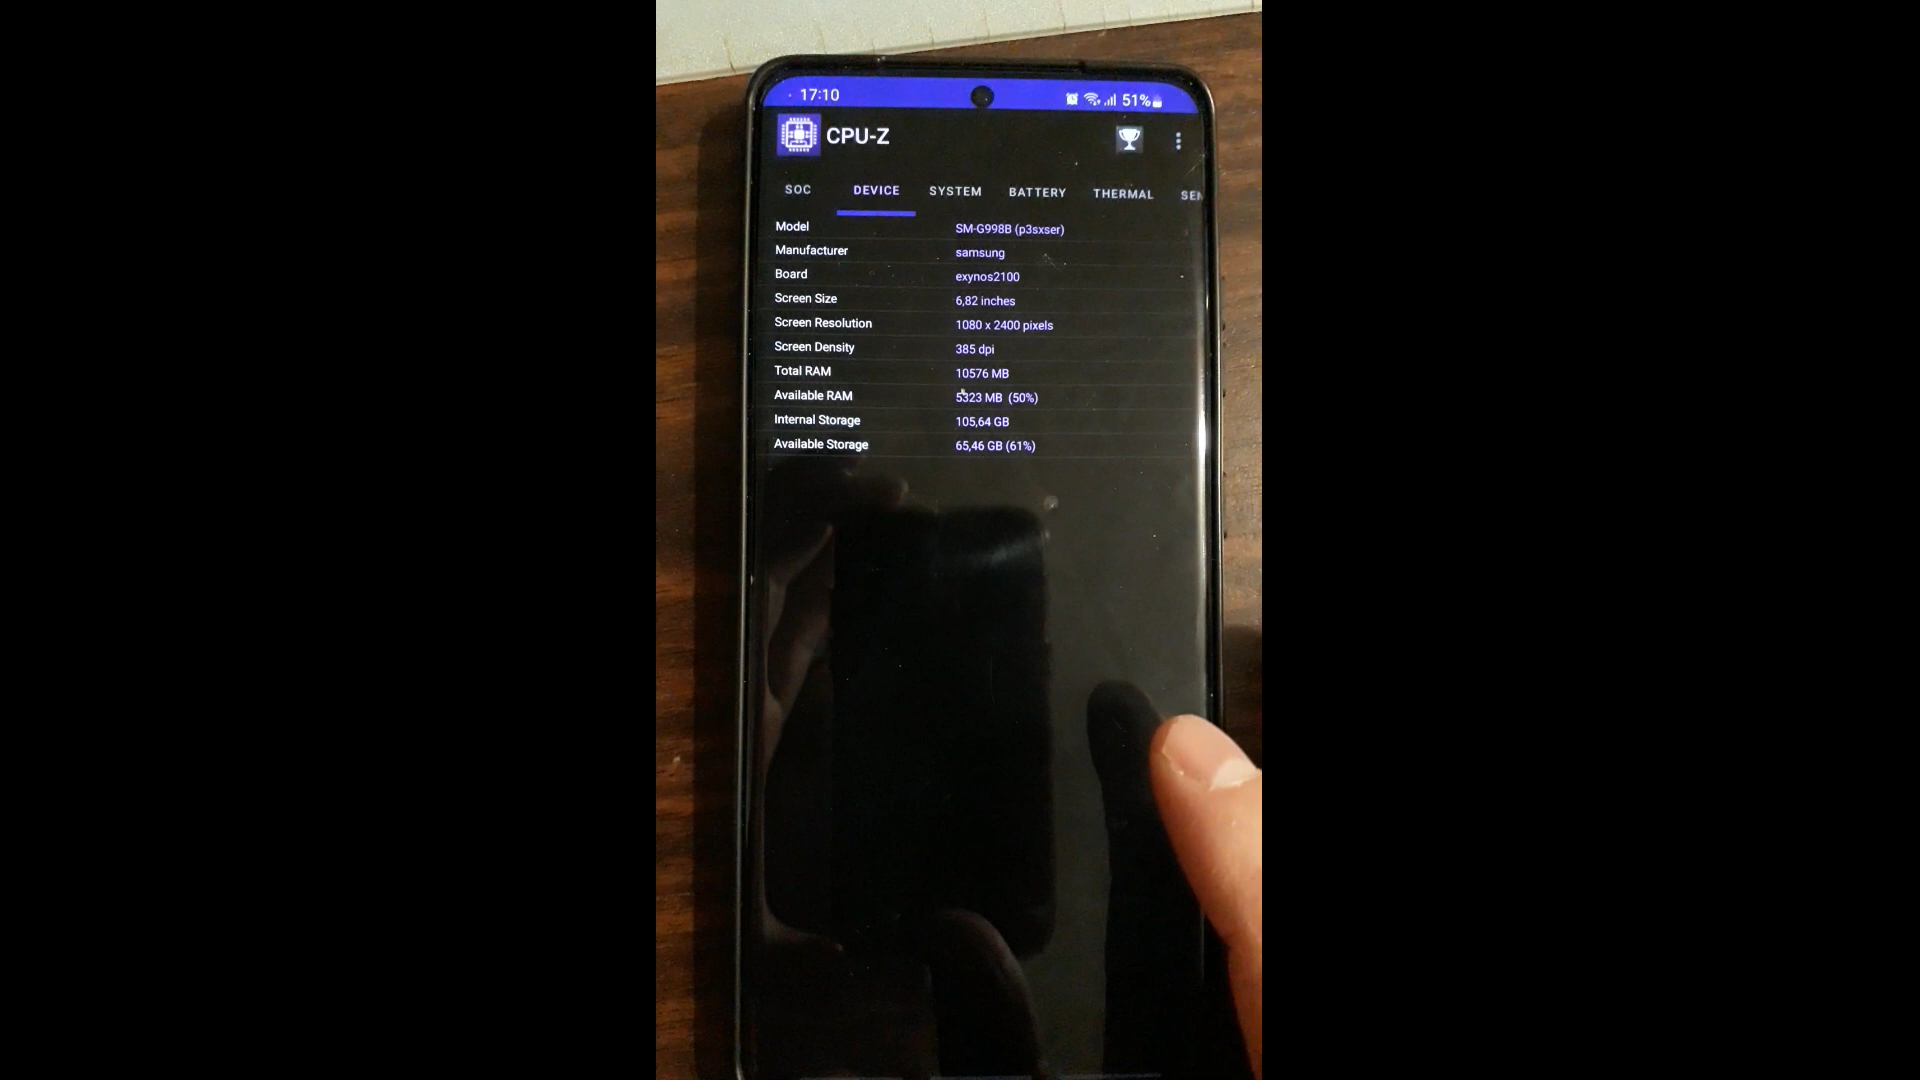 17:10 51%
CPU-Z
SOC DEVICE SYSTEM BATTERY THERMAL SEN
Model SM-G998B (p3sxser)
Manufacturer samsung
Board exynos2100
Screen Size 6,82 inches
Screen Resolution 1080 x 2400 pixels
Screen Density 385 dpi
Total RAM 10576 MB
Available RAM 5323 MB (50%)
Internal Storage 105,64 GB
Available Storage 65,46 GB (61%)